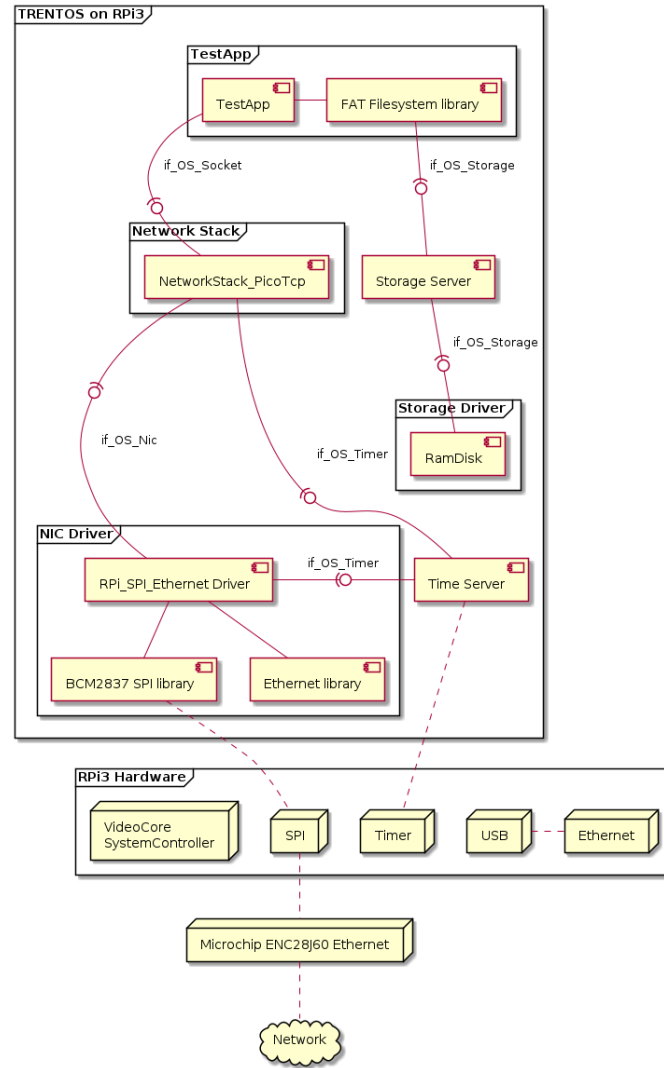 TRENTOS on RPi3
TestApp
TestApp
FAT Filesystem library
if_OS_Socket
if_OS_Storage
Network Stack
NetworkStack_PicoTcp
Storage Server
if_OS_Storage
Storage Driver
RamDisk
if_OS_Nic
if_OS_Timer
NIC Driver
RPi_SPI_Ethernet Driver
if_OS_Timer
Time Server
BCM2837 SPI library
Ethernet library
RPi3 Hardware
VideoCore
SystemController
SPI
Timer
USB
Ethernet
Microchip ENC28J60 Ethernet
Network